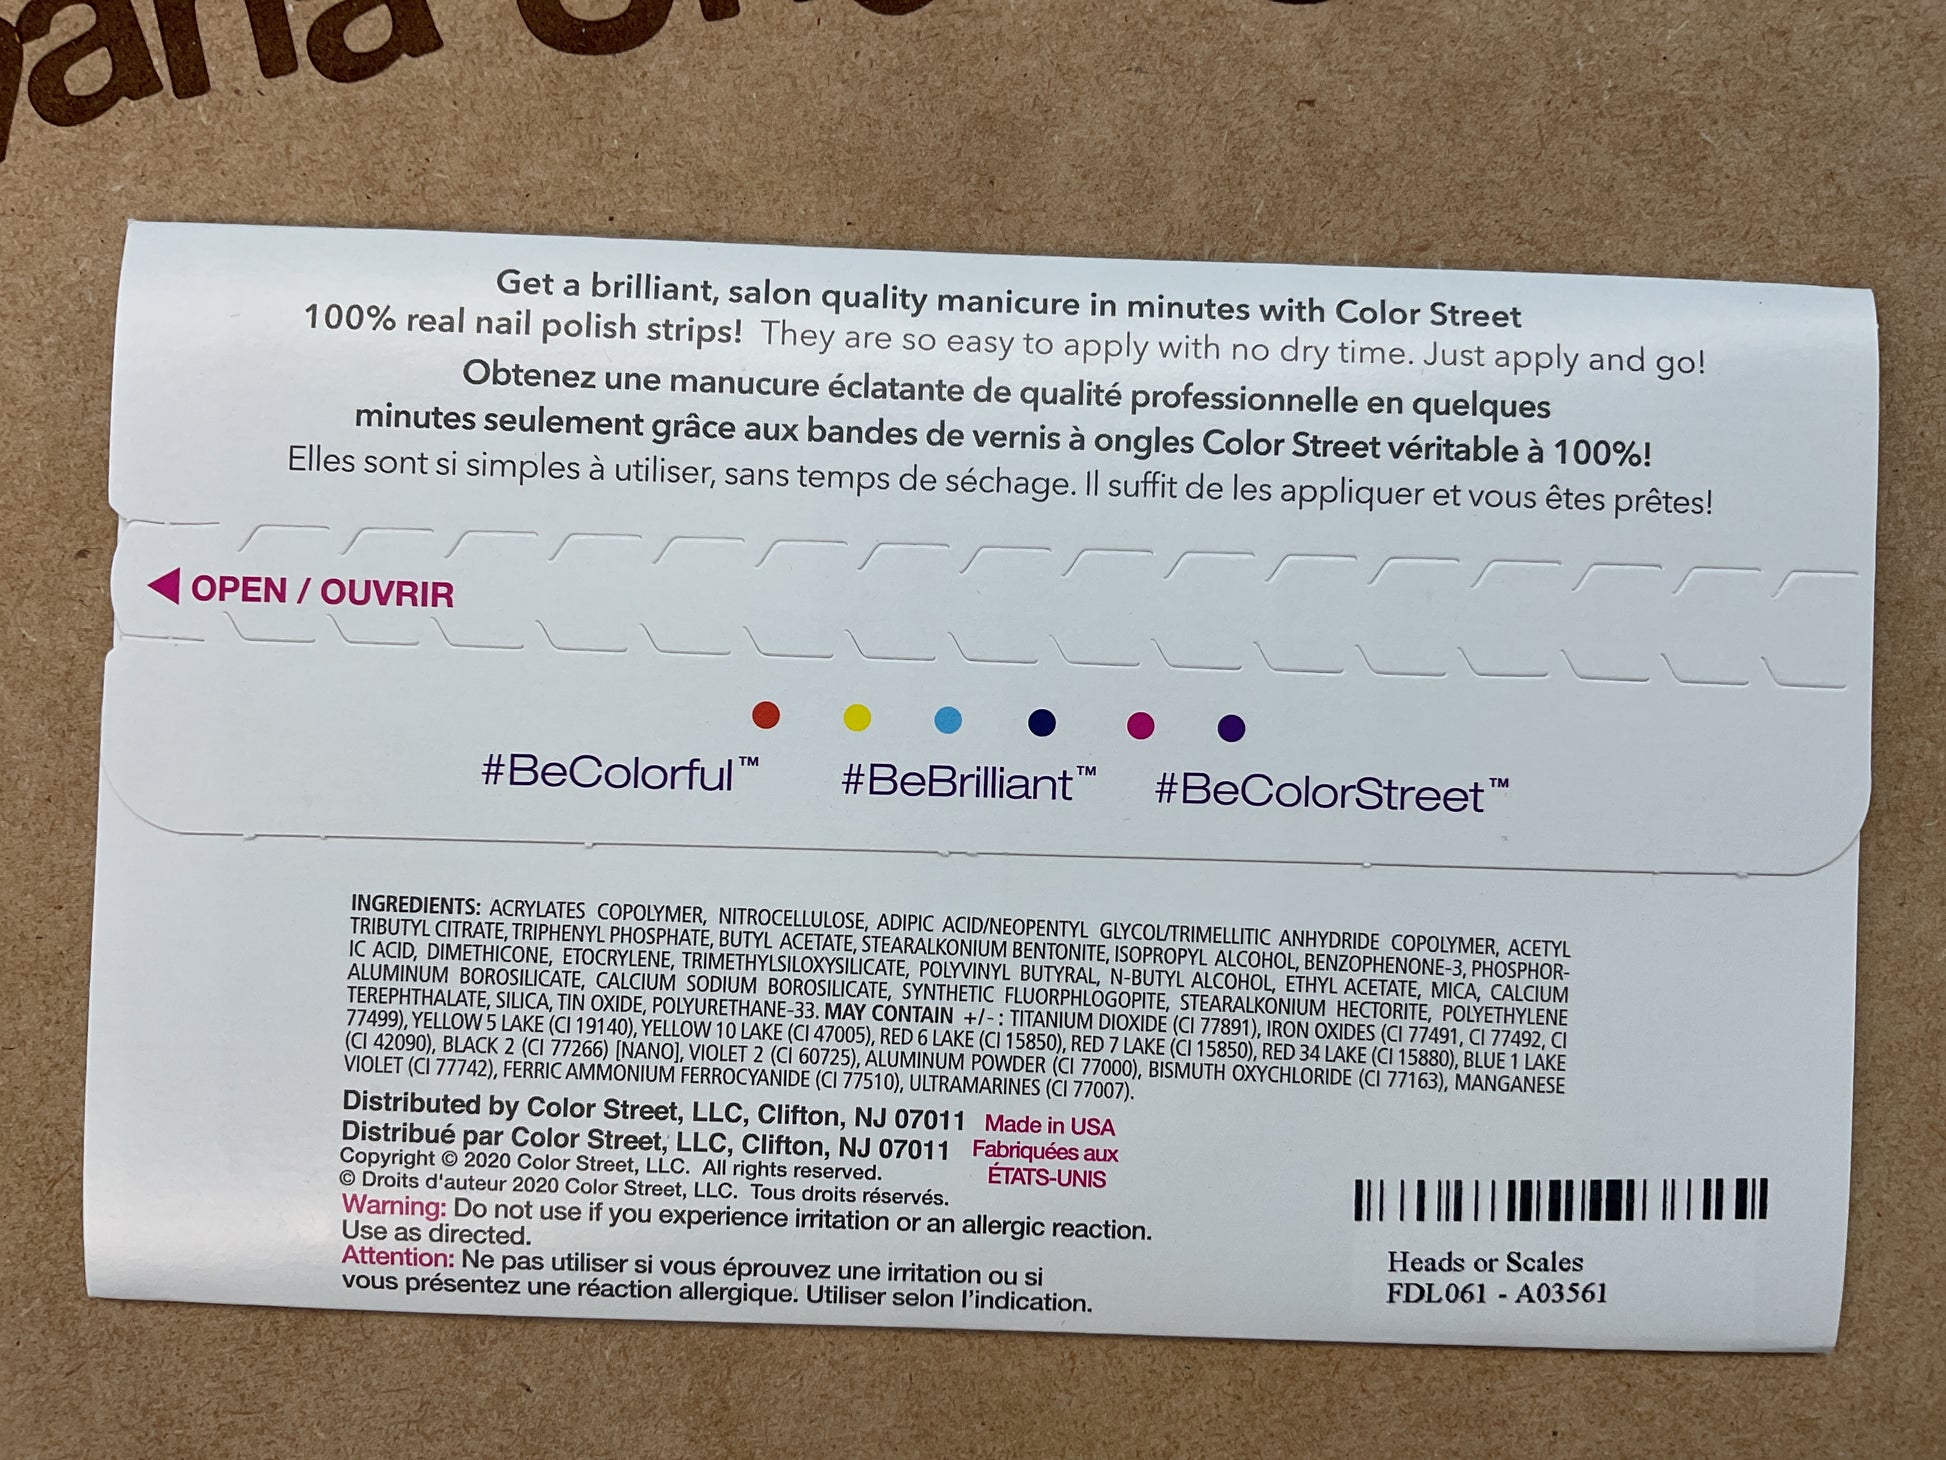 Get a brilliant, salon quality manicure in minutes with Color Street
100% real nail polish strips! They are so easy to apply with no dry time. Just apply and go!
Obtenez une manucure éclatante de qualité professionnelle en quelques
minutes seulement grâce aux bandes de vernis à ongles Color Street véritable à 100%!
Elles sont si simples à utiliser, sans temps de séchage. Il suffit de les appliquer et vous êtes prêtes!
OPEN / OUVRIR
#BeColorful™ #BeBrilliant™ #BeColorStreet™
INGREDIENTS: ACRYLATES COPOLYMER, NITROCELLULOSE, ADIPIC ACID/NEOPENTYL GLYCOL/TRIMELLITIC ANHYDRIDE COPOLYMER, ACETYL
TRIBUTYL CITRATE, TRIPHENYL PHOSPHATE, BUTYL ACETATE, STEARALKONIUM BENTONITE, ISOPROPYL ALCOHOL, BENZOPHENONE-3, PHOSPHOR-
IC ACID, DIMETHICONE, ETOCRYLENE, TRIMETHYLSILOXYSILICATE, POLYVINYL BUTYRAL, N-BUTYL ALCOHOL, ETHYL ACETATE, MICA, CALCIUM
ALUMINUM BOROSILICATE, CALCIUM SODIUM BOROSILICATE, SYNTHETIC FLUORPHLOGOPITE, STEARALKONIUM HECTORITE, POLYETHYLENE
TEREPHTHALATE, SILICA, TIN OXIDE, POLYURETHANE-33. MAY CONTAIN +/- : TITANIUM DIOXIDE (CI 77891), IRON OXIDES (CI 77491, CI 77492, CI
77499), YELLOW 5 LAKE (CI 19140), YELLOW 10 LAKE (CI 47005), RED 6 LAKE (CI 15850), RED 7 LAKE (CI 15850), RED 34 LAKE (CI 15880), BLUE 1 LAKE
(CI 42090), BLACK 2 (CI 77266) [NANO], VIOLET 2 (CI 60725), ALUMINUM POWDER (CI 77000), BISMUTH OXYCHLORIDE (CI 77163), MANGANESE
VIOLET (CI 77742), FERRIC AMMONIUM FERROCYANIDE (CI 77510), ULTRAMARINES (CI 77007).
Distributed by Color Street, LLC, Clifton, NJ 07011 Made in USA
Distribué par Color Street, LLC, Clifton, NJ 07011 Fabriquées aux
ÉTATS-UNIS
Copyright © 2020 Color Street, LLC. All rights reserved.
© Droits d'auteur 2020 Color Street, LLC. Tous droits réservés.
Warning: Do not use if you experience irritation or an allergic reaction.
Use as directed.
Attention: Ne pas utiliser si vous éprouvez une irritation ou si
vous présentez une réaction allergique. Utiliser selon l'indication.
Heads or Scales
FDL061 - A03561